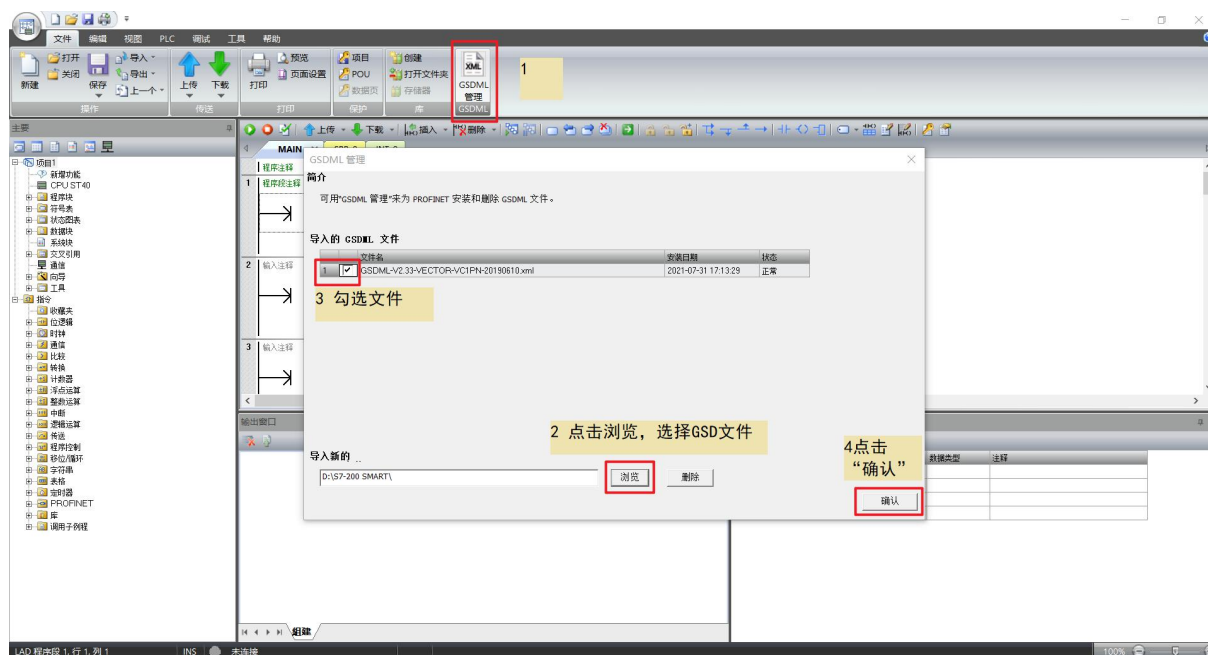 文件 编辑 视图 PLC 调试 工具 帮助
新建 打开 关闭 保存 导入 导出 上一个 上传 下载 打印 预览 页面设置 项目 POU 数据页 创建 打开文件夹 存储器 XML GSDML 管理
操作 传送 打印 保护 库 GSDML
1
主要
上传 下载 插入 删除
项目1
新增功能
CPU ST40
程序块
符号表
状态图表
数据块
系统块
交叉引用
通信
向导
工具
指令
收藏夹
位逻辑
时钟
通信
比较
转换
计数器
浮点运算
整数运算
中断
逻辑运算
传送
程序控制
移位/循环
字符串
表格
定时器
PROFINET
库
调用子例程
MAIN
程序注释
1 程序段注释
2 输入注释
3 输入注释
GSDML 管理
简介
可用"GSDML 管理"来为 PROFINET 安装和删除 GSDML 文件。
导入的 GSDML 文件
文件名 安装日期 状态
1 GSDML-V2.33-VECTOR-VC1PN-20190610.xml 2021-07-31 17:13:29 正常
3 勾选文件
2 点击浏览，选择GSD文件
导入新的 ..
D:\S7-200 SMART\ 浏览 删除
4点击
“确认”
确认
输出窗口
数据类型 注释
组建
LAD 程序段 1, 行 1, 列 1 INS 未连接 100%